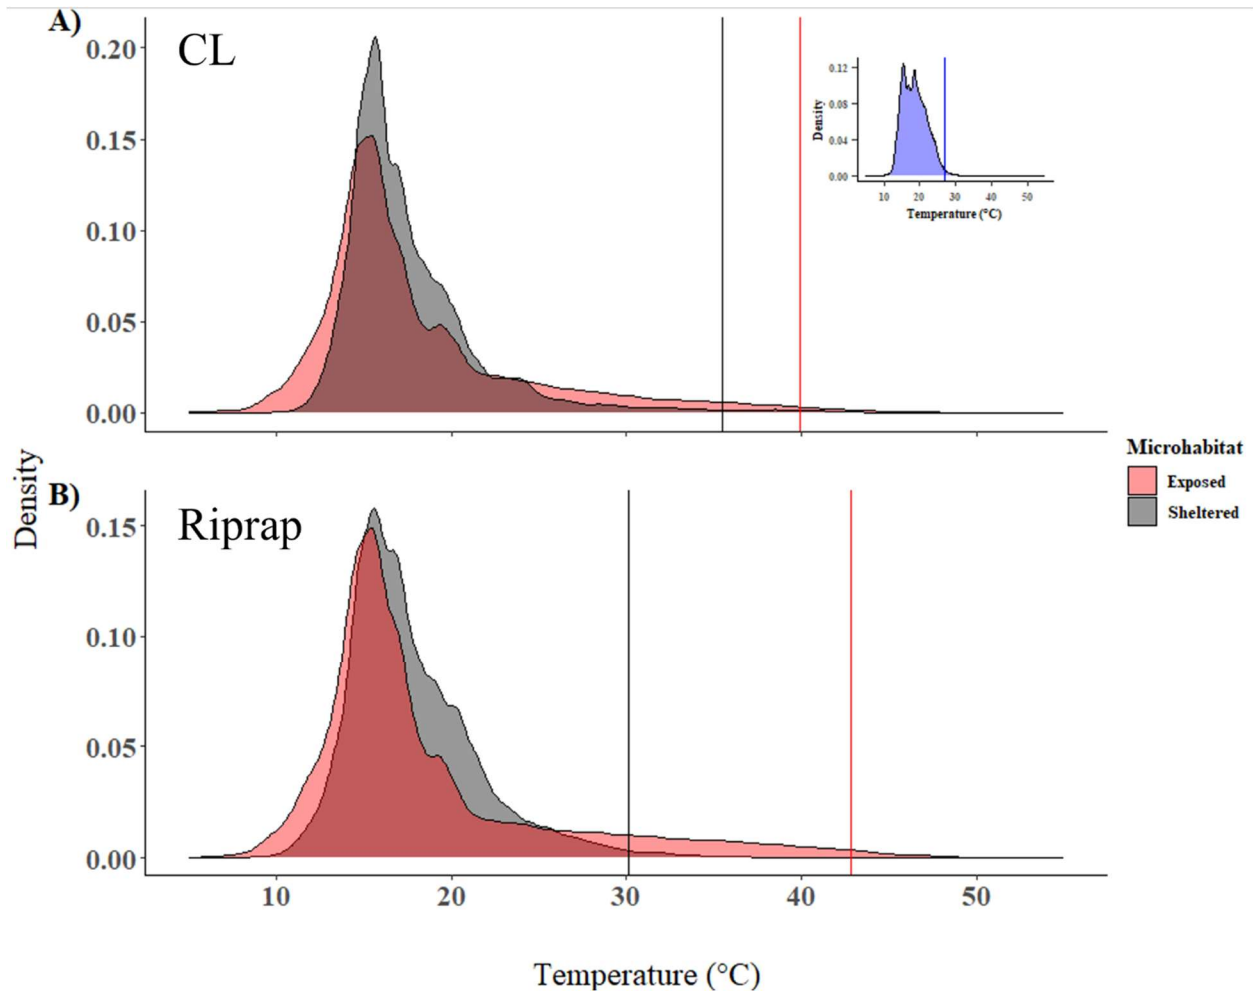 A)
CL
0.20
0.15
0.10
0.05
0.00
0.12
0.08
0.04
0.00
Density
10 20 30 40 50
Temperature (°C)
Density
B)
Riprap
0.15
0.10
0.05
0.00
10 20 30 40 50
Temperature (°C)
Microhabitat
Exposed
Sheltered